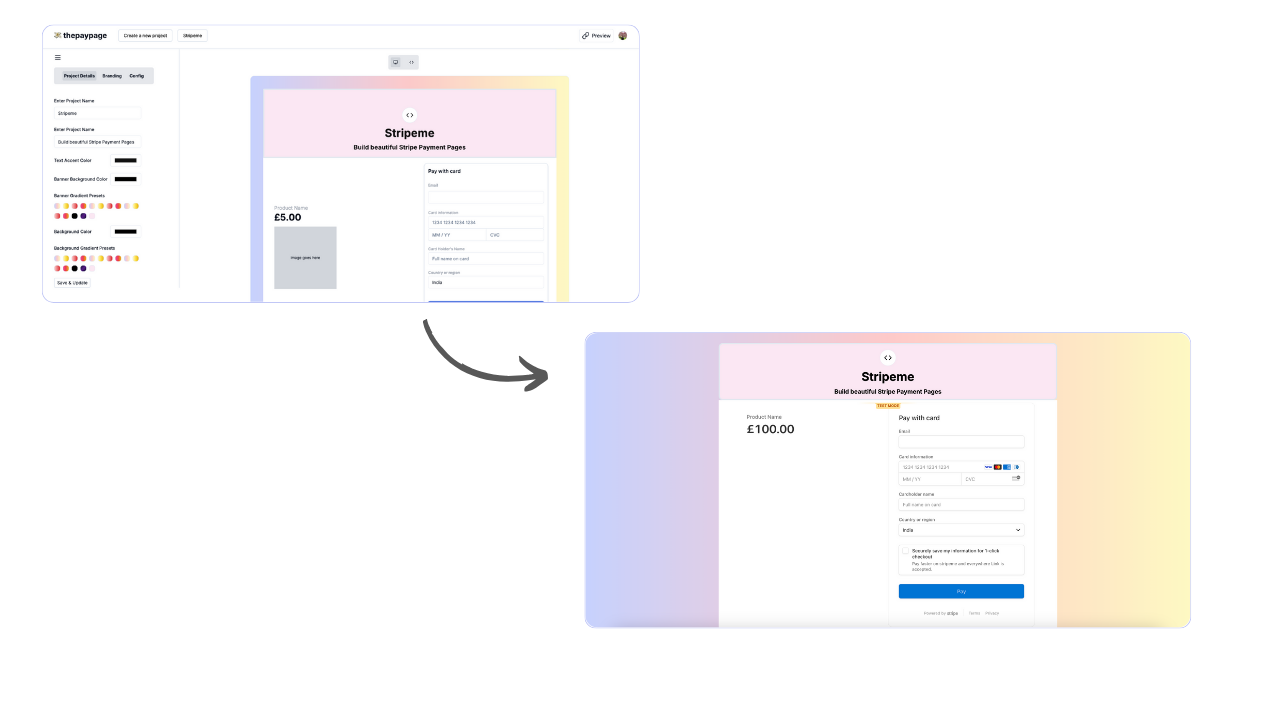 thepaypage
Create a new project
Stripeme
Preview
Project Details
Branding
Config
Enter Project Name
Stripeme
Enter Project Name
Build beautiful Stripe Payment Pages
Text Accent Color
Banner Background Color
Banner Gradient Presets
Background Color
Background Gradient Presets
Save & Update
Stripeme
Build beautiful Stripe Payment Pages
Product Name
£5.00
Image goes here
Pay with card
Email
Card Information
1234 1234 1234 1234
MM / YY
CVC
Card Holder's Name
Full name on card
Country or region
India
Stripeme
Build beautiful Stripe Payment Pages
TEST MODE
Product Name
£100.00
Pay with card
Email
Card information
1234 1234 1234 1234
VISA
MM / YY
CVC
Cardholder name
Full name on card
Country or region
India
Securely save my information for 1-click
checkout
Pay faster on stripeme and everywhere Link is
accepted.
Pay
Powered by stripe
Terms
Privacy